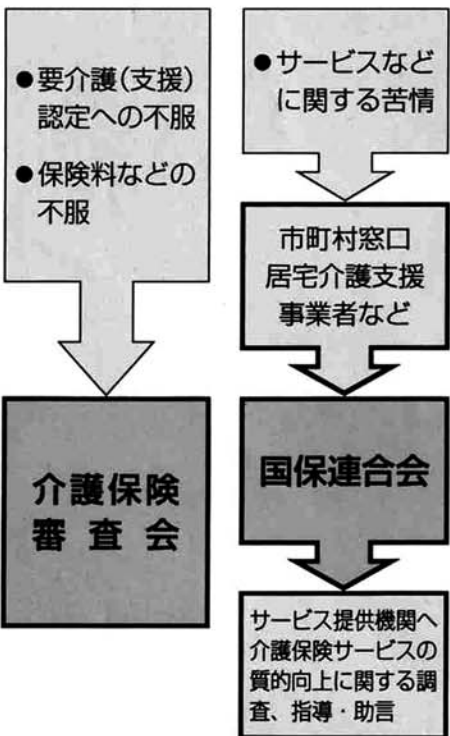 ●要介護(支援)
認定への不服
●保険料などの
不服
介護保険
審査会
●サービスなど
に関する苦情
市町村窓口
居宅介護支援
事業者など
国保連合会
サービス提供機関へ
介護保険サービスの
質的向上に関する調
査、指導・助言